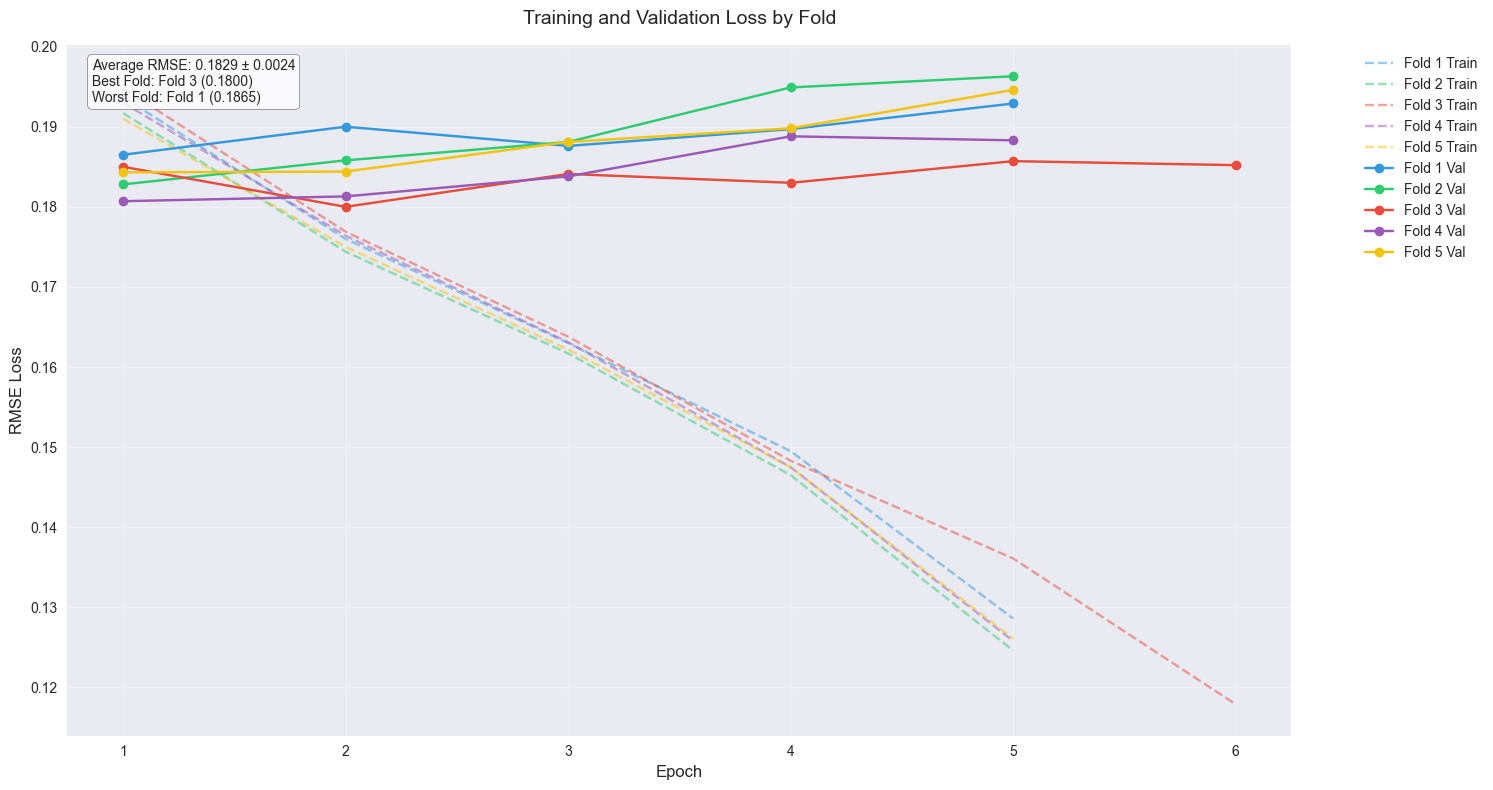 Training and Validation Loss by Fold
Average RMSE: 0.1829 ± 0.0024
Best Fold: Fold 3 (0.1800)
Worst Fold: Fold 1 (0.1865)
Fold 1 Train
Fold 2 Train
Fold 3 Train
Fold 4 Train
Fold 5 Train
Fold 1 Val
Fold 2 Val
Fold 3 Val
Fold 4 Val
Fold 5 Val
RMSE Loss
0.20
0.19
0.18
0.17
0.16
0.15
0.14
0.13
0.12
1
2
3
4
5
6
Epoch